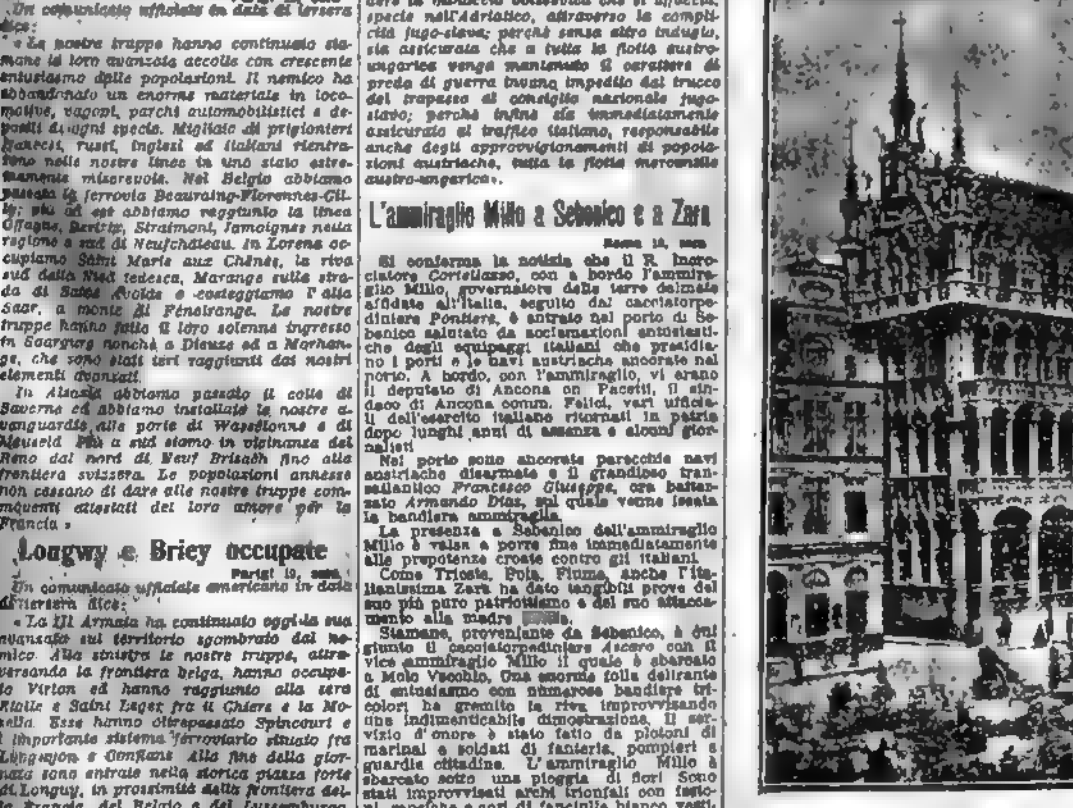 Un comunicato ufficiale in data di iersera
dice:
« Le nostre truppe hanno continuato sta-
mane la loro avanzata accolte con crescente
entusiasmo dalle popolazioni. Il nemico ha
abbandonato un enorme materiale in loco-
motive, vagoni, parchi automobilistici e de-
positi di ogni specie. Migliaia di prigionieri
francesi, russi, inglesi ed italiani rientra-
rono nelle nostre linee in uno stato estre-
mamente miserevole. Nel Belgio abbiamo
passata la ferrovia Beauraing-Florennes-Gil-
più ad est abbiamo raggiunto la linea
Offagne, Straimont, Jamoignes nella
regione a sud di Neufchâteau. In Lorena oc-
cupiamo Saint Marie aux Chênes, la riva
sud della Nied tedesca, Marange sulla stra-
da di Saint Avold e costeggiamo l'alta
Saar, a monte di Fénetrange. Le nostre
truppe hanno fatto il loro solenne ingresso
in Saarburg nonchè a Dieuze ed a Morhan-
ge, che sono stati ieri raggiunti dai nostri
elementi avanzati.
In Alsazia abbiamo passato il colle di
Saverne ed abbiamo installato le nostre a-
vanguardie alle porte di Wasselonne e di
Più a sud siamo in vicinanza del
Reno dal nord di Neuf Brisach fino alla
frontiera svizzera. Le popolazioni annesse
non cessano di dare alle nostre truppe com-
moventi attestati del loro amore per la
Francia »
Longwy e Briey occupate
Parigi 19, sera
Un comunicato ufficiale americano in data
di iersera dice:
« La III Armata ha continuato oggi la sua
avanzata sul territorio sgombrato dal ne-
mico. Alla sinistra le nostre truppe, attra-
versando la frontiera belga, hanno occupa-
to Virton ed hanno raggiunto alla sera
e Saint Leger fra il Chiers e la Mo-
sella. Esse hanno oltrepassato Spincourt e
l'importante sistema ferroviario situato fra
Longuyon e Conflans Alla fine della gior-
nata sono entrate nella storica piazza forte
di Longwy, in prossimità della frontiera del-
la Francia, del Belgio e del Lussemburgo.
specie nell'Adriatico, attraverso la compli-
cità jugo-slava; perchè senza altro indugio,
sia assicurata che a tutta la flotta austro-
ungarica venga mantenuto il carattere di
preda di guerra invano impedito dal trucco
del trapasso al consiglio nazionale jugo-
slavo; perchè infine sia immediatamente
assicurato al traffico italiano, responsabile
anche degli approvvigionamenti di popola-
zioni austriache, tutta la flotta mercantile
austro-ungarica».
L'ammiraglio Millo a Sebenico e a Zara
Roma 19, sera
Si conferma la notizia che il R. Incro-
ciatore Cortellazzo, con a bordo l'ammira-
glio Millo, governatore delle terre dalmate
affidate all'Italia, seguito dal cacciatorpe-
diniere Pontiere, è entrato nel porto di Se-
benico salutato da acclamazioni entusiasti-
che degli equipaggi italiani che presidia-
no i porti e le navi austriache ancorate nel
porto. A bordo, con l'ammiraglio, vi erano
il deputato di Ancona on Pacetti, il sin-
daco di Ancona comm. Felici, vari ufficia-
li dell'esercito italiano ritornati in patria
dopo lunghi anni di assenza e alcuni gior-
nalisti
Nel porto sono ancorate parecchie navi
austriache disarmate e il grandioso tran-
satlantico Francesco Giuseppe, ora battez-
zato Armando Diaz, sul quale venne issata
la bandiera ammiraglia.
La presenza a Sebenico dell'ammiraglio
Millo è valsa a porre fine immediatamente
alle prepotenze croate contro gli italiani.
Come Trieste, Pola, Fiume, anche l'ita-
lianissima Zara ha dato tangibili prove del
suo più puro patriottismo e del suo attacca-
mento alla madre
Stamane, proveniente da Sebenico, è qui
giunto il cacciatorpediniere Ascaro con il
vice ammiraglio Millo il quale è sbarcato
a Molo Vecchio, Una enorme folla delirante
di entusiasmo con numerose bandiere tri-
colori ha gremito la riva improvvisando
una indimenticabile dimostrazione. Il ser-
vizio d'onore è stato fatto da plotoni di
marinai e soldati di fanteria, pompieri e
guardie cittadine. L'ammiraglio Millo è
sbarcato sotto una pioggia di fiori Sono
stati improvvisati archi trionfali con festo-
ni, musiche e cori di fanciulle bianco vesti-